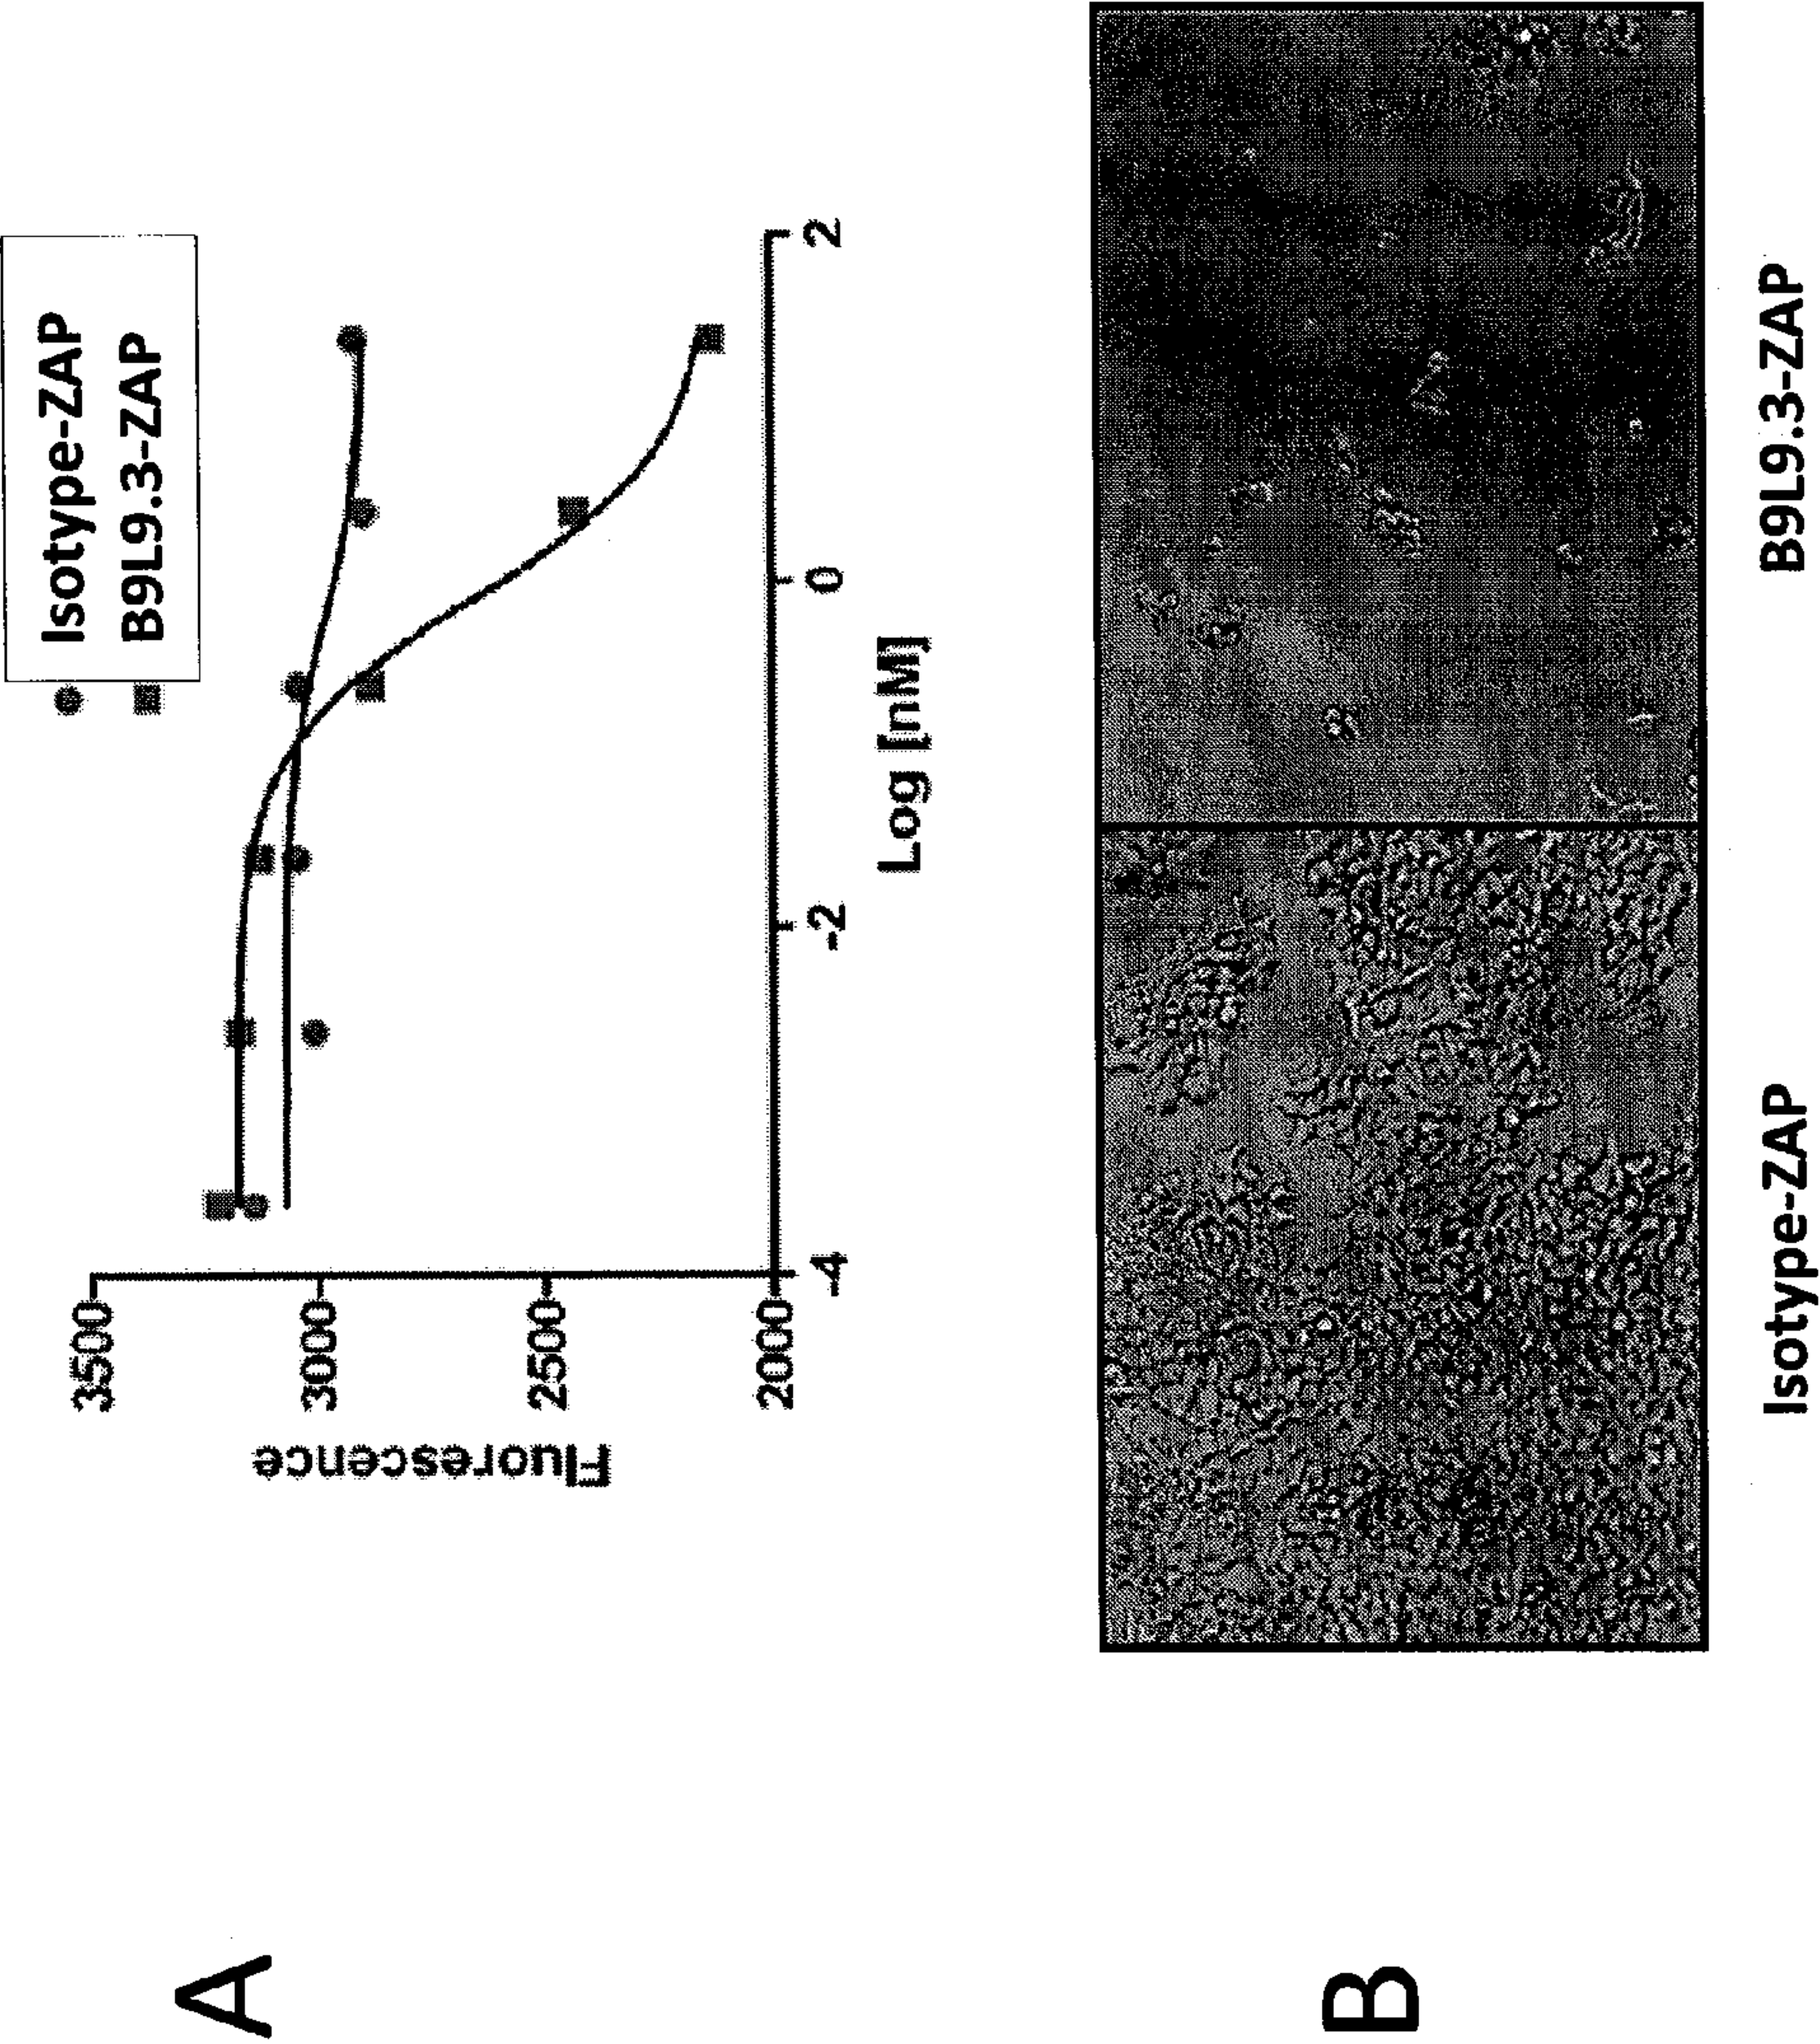 A
Isotype-ZAP
B9L9.3-ZAP
Fluorescence
3500
3000
2500
2000
-4
-2
0
2
Log [nM]
B
Isotype-ZAP
B9L9.3-ZAP